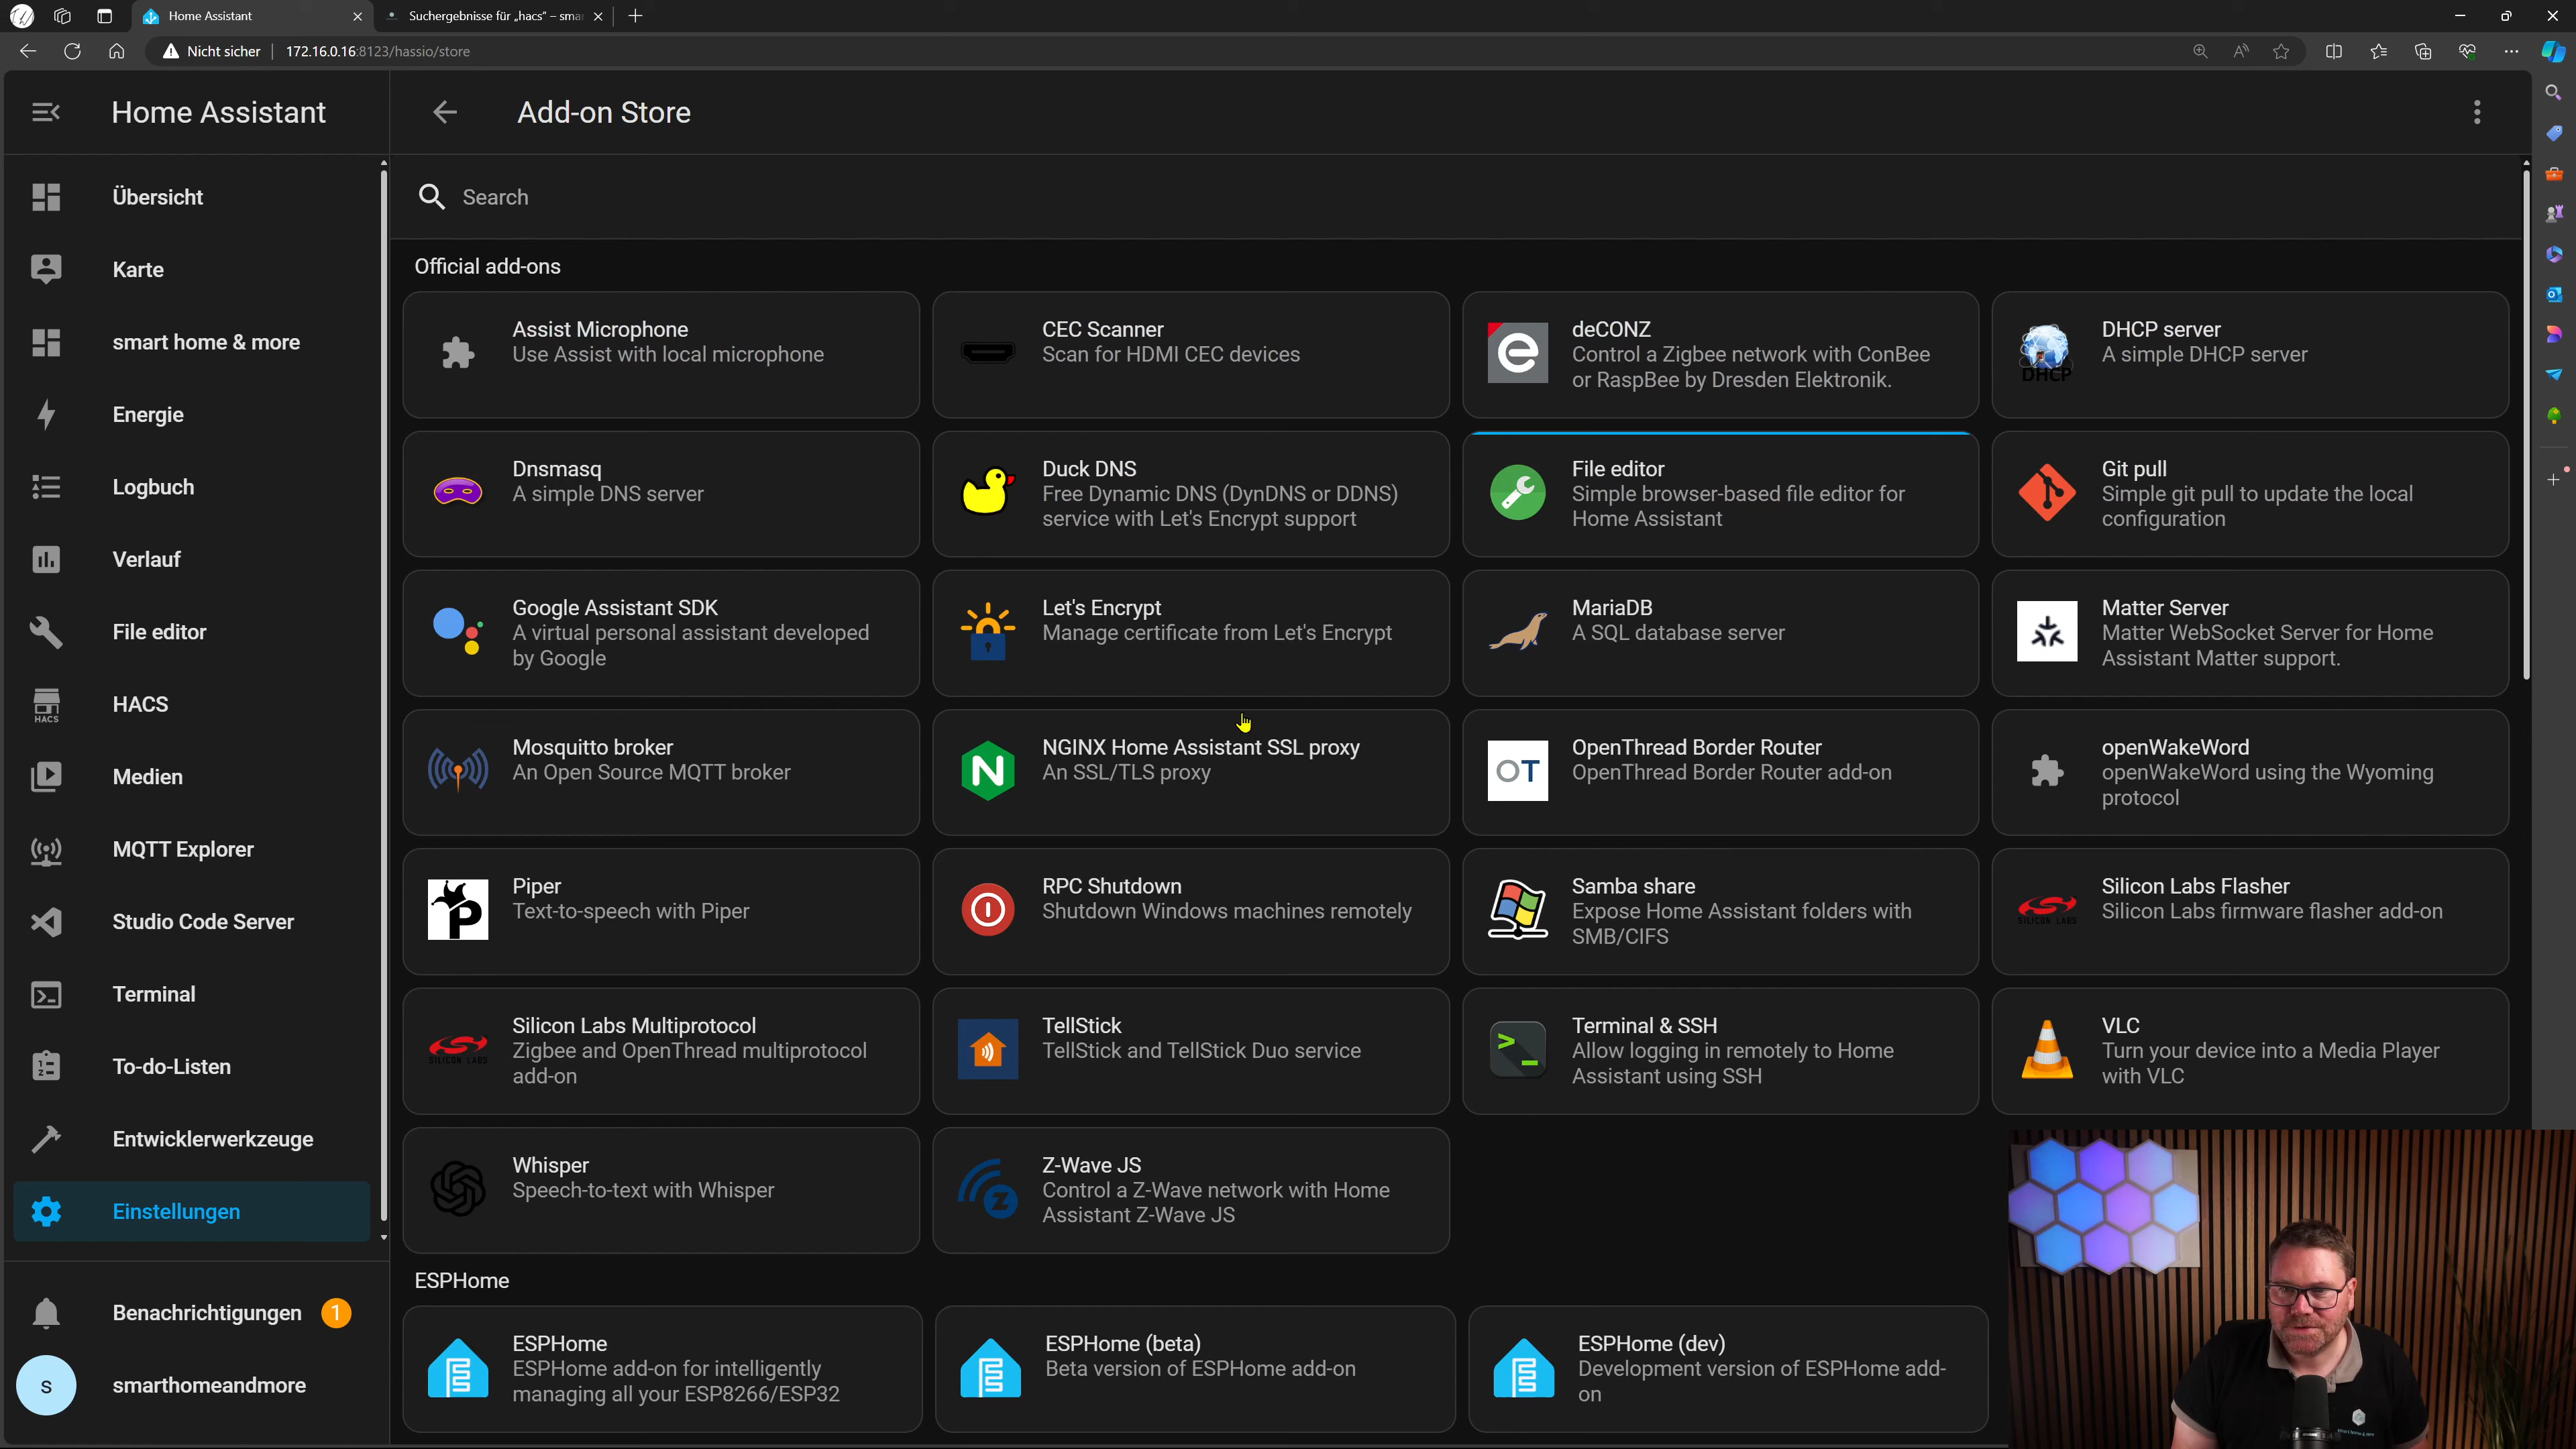 Home Assistant
Suchergebnisse für „hacs“ – sma
Nicht sicher
172.16.0.16:8123/hassio/store
Home Assistant
Add-on Store
Übersicht
Karte
smart home & more
Energie
Logbuch
Verlauf
File editor
HACS
HACS
Medien
MQTT Explorer
Studio Code Server
Terminal
To-do-Listen
Entwicklerwerkzeuge
Einstellungen
Benachrichtigungen
1
s
smarthomeandmore
Search
Official add-ons
Assist Microphone
Use Assist with local microphone
CEC Scanner
Scan for HDMI CEC devices
deCONZ
Control a Zigbee network with ConBee
or RaspBee by Dresden Elektronik.
DHCP
DHCP server
A simple DHCP server
Dnsmasq
A simple DNS server
Duck DNS
Free Dynamic DNS (DynDNS or DDNS)
service with Let's Encrypt support
File editor
Simple browser-based file editor for
Home Assistant
Git pull
Simple git pull to update the local
configuration
Google Assistant SDK
A virtual personal assistant developed
by Google
Let's Encrypt
Manage certificate from Let's Encrypt
MariaDB
A SQL database server
Matter Server
Matter WebSocket Server for Home
Assistant Matter support.
Mosquitto broker
An Open Source MQTT broker
N
NGINX Home Assistant SSL proxy
An SSL/TLS proxy
OT
OpenThread Border Router
OpenThread Border Router add-on
openWakeWord
openWakeWord using the Wyoming
protocol
P
Piper
Text-to-speech with Piper
RPC Shutdown
Shutdown Windows machines remotely
Samba share
Expose Home Assistant folders with
SMB/CIFS
SILICON LABS
Silicon Labs Flasher
Silicon Labs firmware flasher add-on
SILICON LABS
Silicon Labs Multiprotocol
Zigbee and OpenThread multiprotocol
add-on
TellStick
TellStick and TellStick Duo service
>_
Terminal & SSH
Allow logging in remotely to Home
Assistant using SSH
VLC
Turn your device into a Media Player
with VLC
Whisper
Speech-to-text with Whisper
Z
Z-Wave JS
Control a Z-Wave network with Home
Assistant Z-Wave JS
ESPHome
ESPHome
ESPHome add-on for intelligently
managing all your ESP8266/ESP32
ESPHome (beta)
Beta version of ESPHome add-on
ESPHome (dev)
Development version of ESPHome add-
on